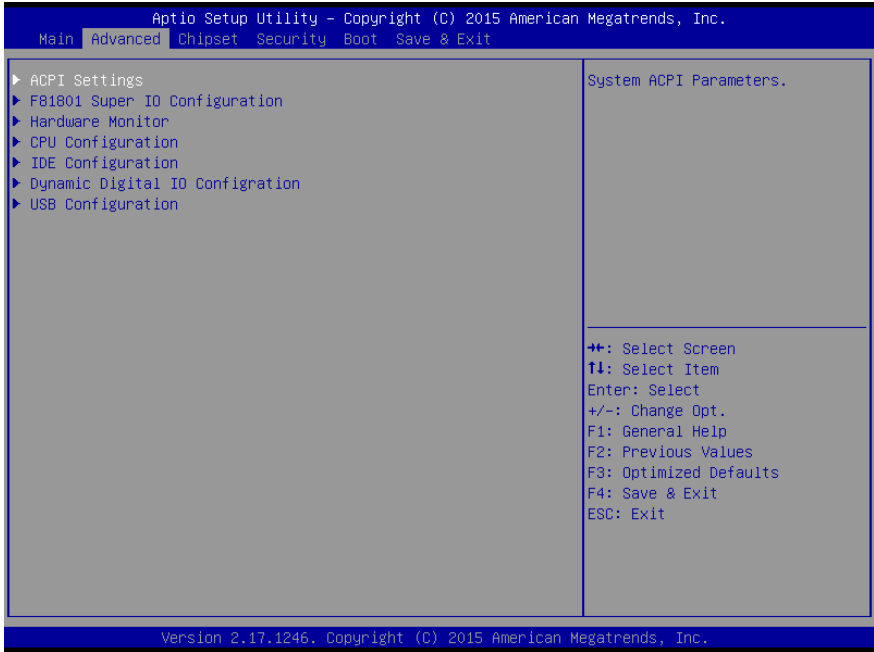 Aptio Setup Utility – Copyright (C) 2015 American Megatrends, Inc.
Main Advanced Chipset Security Boot Save & Exit
ACPI Settings
F81801 Super IO Configuration
Hardware Monitor
CPU Configuration
IDE Configuration
Dynamic Digital IO Configration
USB Configuration
System ACPI Parameters.
→←: Select Screen
↑↓: Select Item
Enter: Select
+/-: Change Opt.
F1: General Help
F2: Previous Values
F3: Optimized Defaults
F4: Save & Exit
ESC: Exit
Version 2.17.1246. Copyright (C) 2015 American Megatrends, Inc.